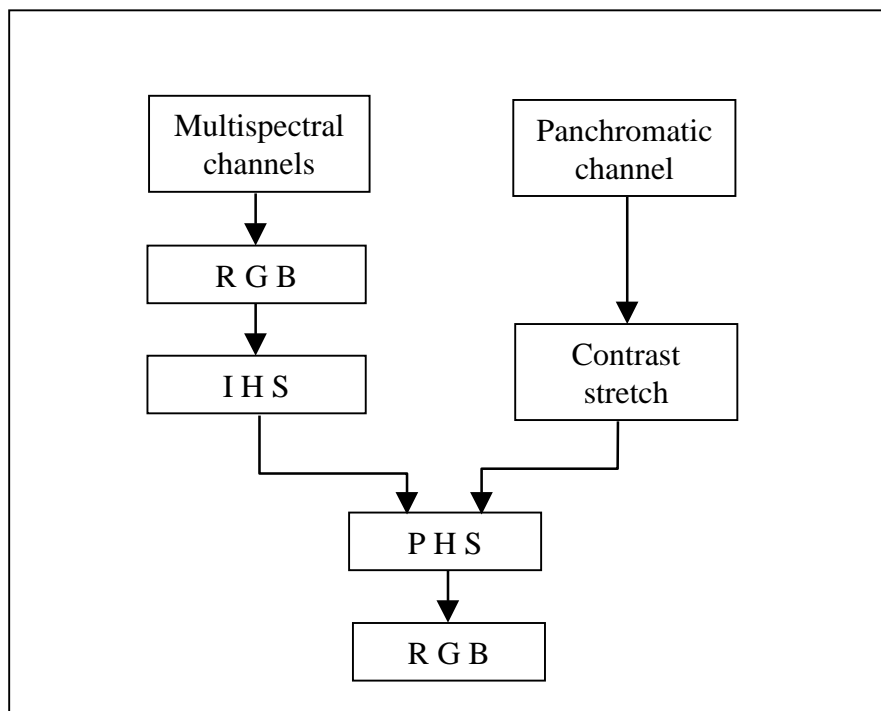 Multispectral
channels
Panchromatic
channel
R G B
I H S
Contrast
stretch
P H S
R G B